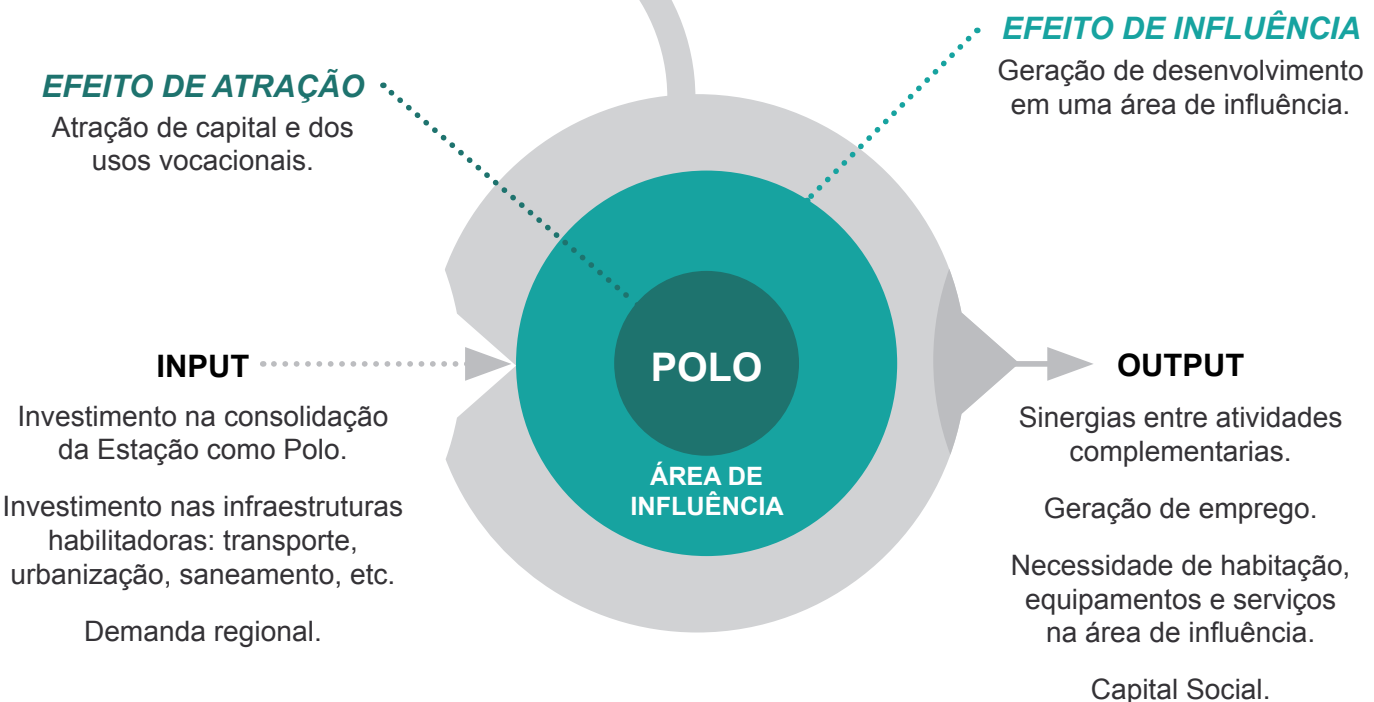 EFEITO DE ATRAÇÃO
Atração de capital e dos
usos vocacionais.
EFEITO DE INFLUÊNCIA
Geração de desenvolvimento
em uma área de influência.
INPUT
Investimento na consolidação
da Estação como Polo.
Investimento nas infraestruturas
habilitadoras: transporte,
urbanização, saneamento, etc.
Demanda regional.
POLO
ÁREA DE
INFLUÊNCIA
OUTPUT
Sinergias entre atividades
complementarias.
Geração de emprego.
Necessidade de habitação,
equipamentos e serviços
na área de influência.
Capital Social.